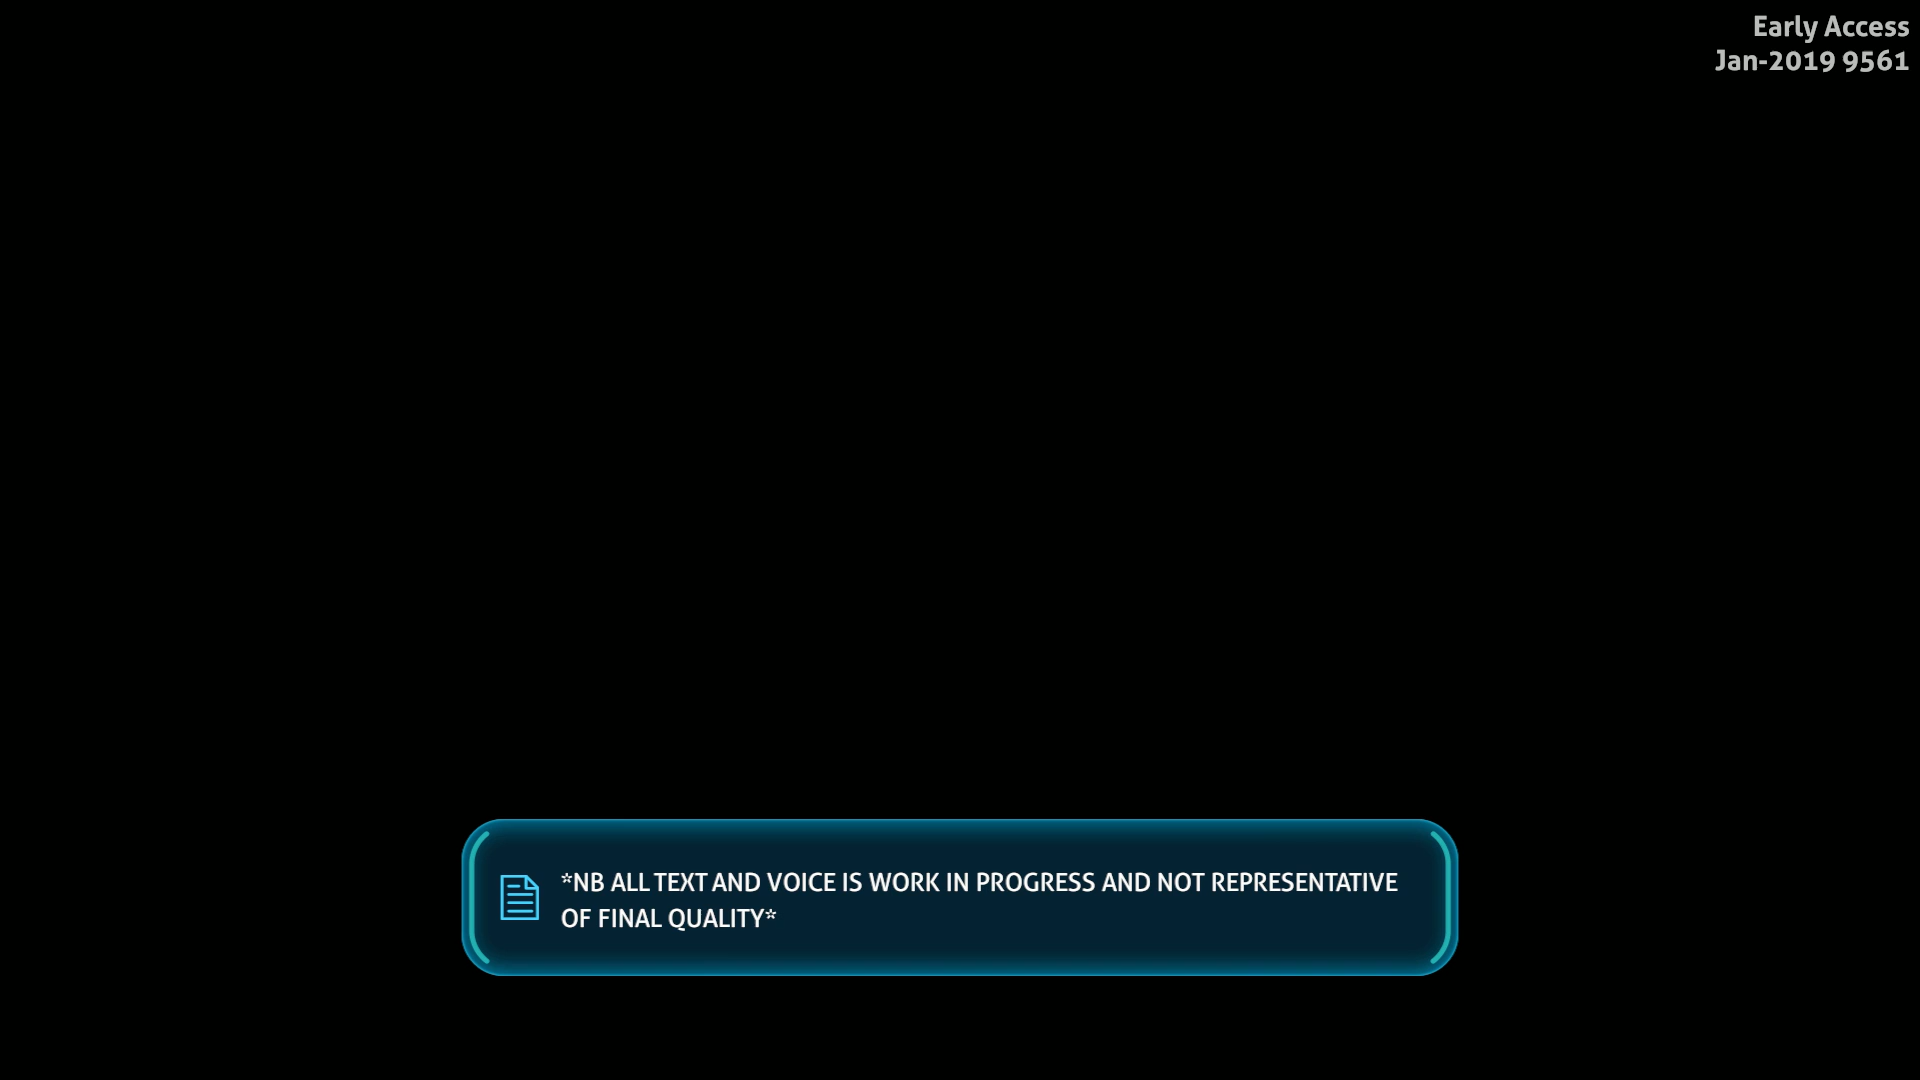 Early Access
Jan-2019 9561
*NB ALL TEXT AND VOICE IS WORK IN PROGRESS AND NOT REPRESENTATIVE
OF FINAL QUALITY*